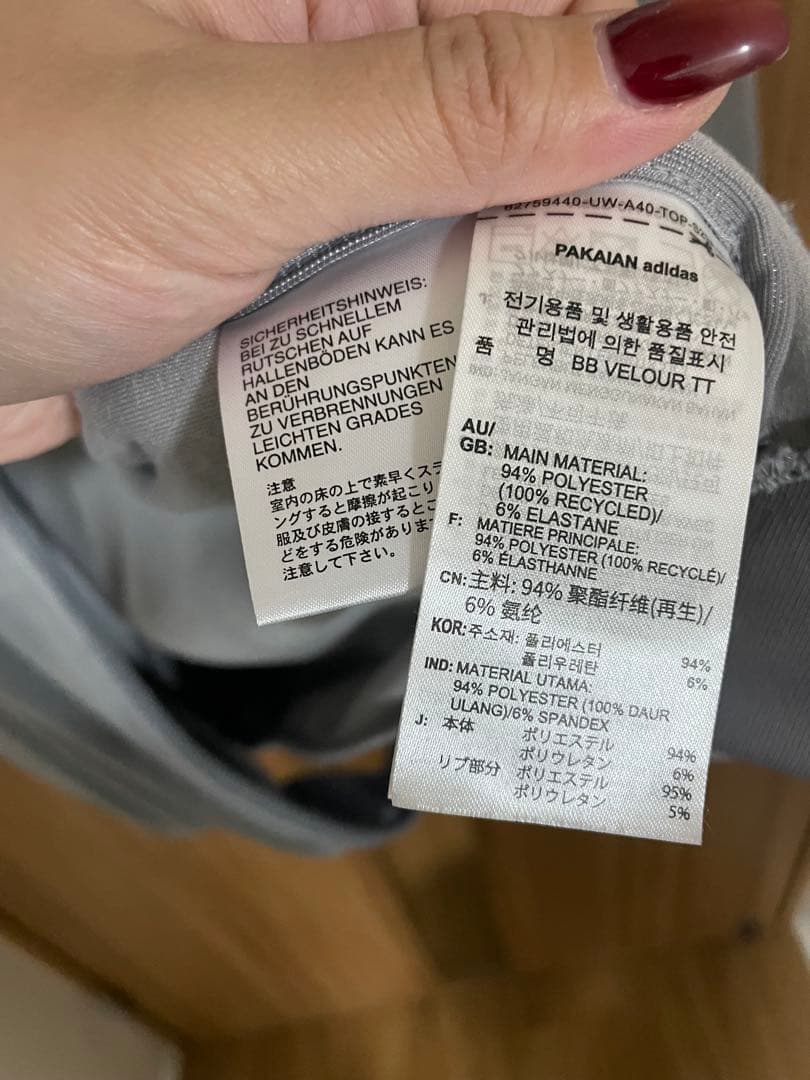 SICHERHEITSHINWEIS:
BEI ZU SCHNELLEM
RUTSCHEN AUF
HALLENBÖDEN KANN ES
AN DEN
BERÜHRUNGSPUNKTEN
ZU VERBRENNUNGEN
LEICHTEN GRADES
KOMMEN.
注意
室内の床の上で素早くスラ
ングすると摩擦が起こり
服及び皮膚の接するとこ
どをする危険がありま
注意して下さい。
82759440-UW-A40-TOP-
PAKAIAN adidas
전기용품 및 생활용품 안전
관리법에 의한 품질표시
품 명 BB VELOUR TT
AU/
GB: MAIN MATERIAL:
94% POLYESTER
(100% RECYCLED)/
6% ELASTANE
F: MATIERE PRINCIPALE:
94% POLYESTER (100% RECYCLÉ)/
6% ÉLASTHANNE
CN: 主料: 94% 聚酯纤维(再生)/
6% 氨纶
KOR: 주소재: 폴리에스터 94%
폴리우레탄 6%
IND: MATERIAL UTAMA:
94% POLYESTER (100% DAUR
ULANG)/6% SPANDEX
J: 本体 ポリエステル 94%
ポリウレタン 6%
リブ部分 ポリエステル 95%
ポリウレタン 5%